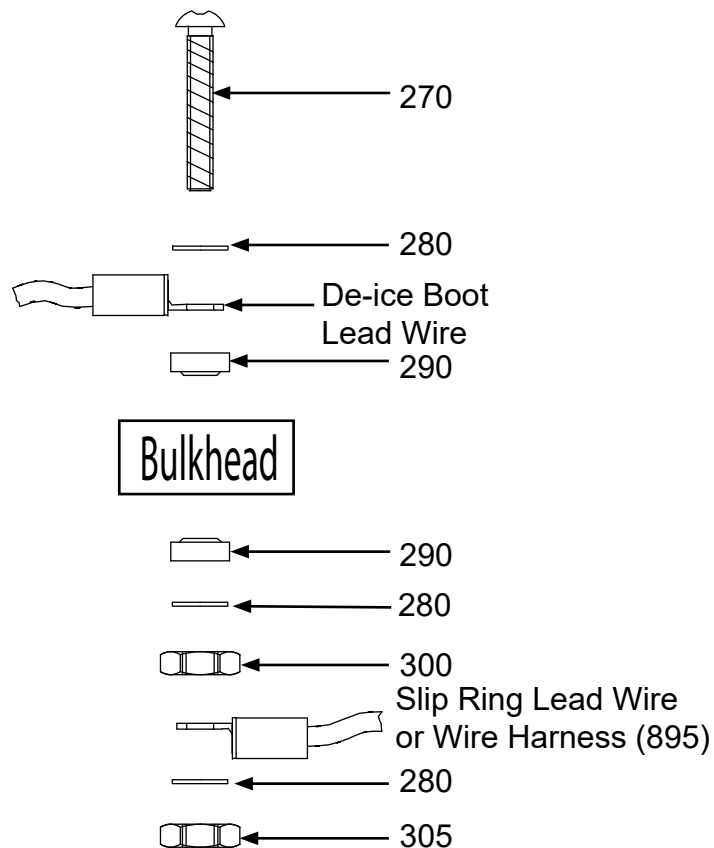 270
280
De-ice Boot
Lead Wire
290
Bulkhead
290
280
300
Slip Ring Lead Wire
or Wire Harness (895)
280
305